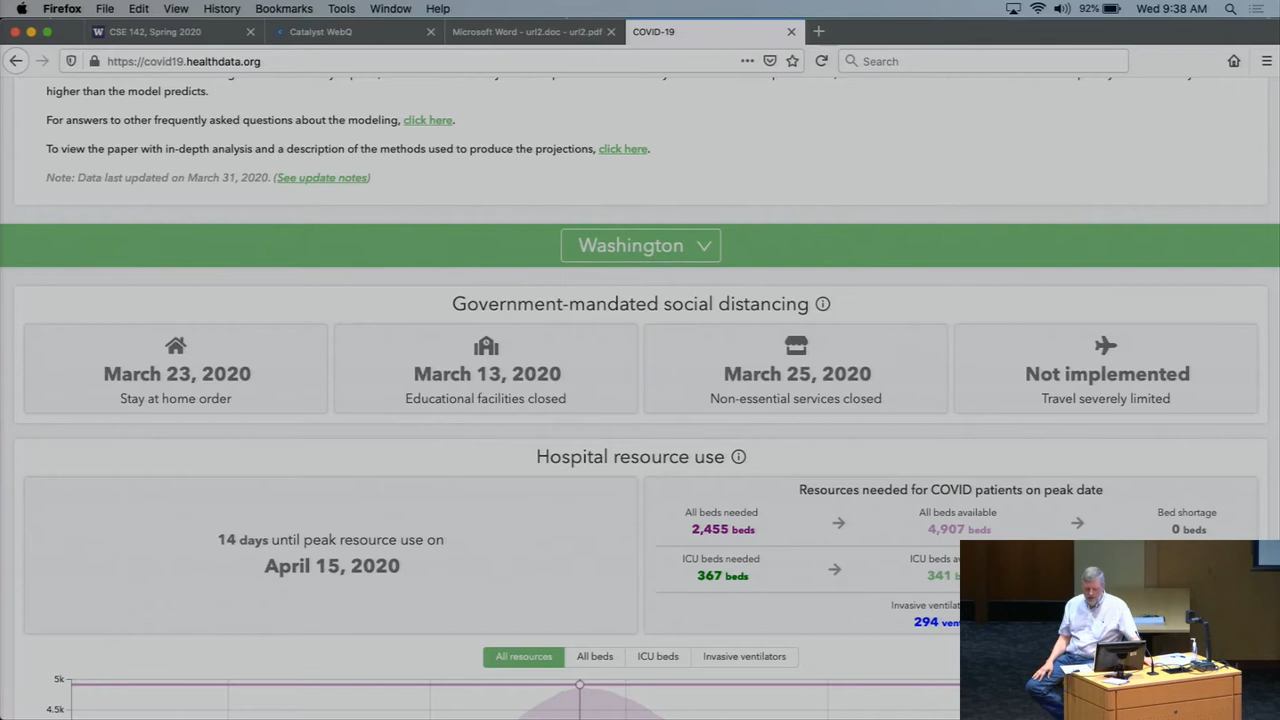 Firefox File Edit View History Bookmarks Tools Window Help
92% Wed 9:38 AM
CSE 142, Spring 2020
Catalyst WebQ
Microsoft Word - url2.doc - url2.pdf
COVID-19
https://covid19.healthdata.org
Search
higher than the model predicts.
For answers to other frequently asked questions about the modeling, click here.
To view the paper with in-depth analysis and a description of the methods used to produce the projections, click here.
Note: Data last updated on March 31, 2020. (See update notes)
Washington
Government-mandated social distancing
March 23, 2020
Stay at home order
March 13, 2020
Educational facilities closed
March 25, 2020
Non-essential services closed
Not implemented
Travel severely limited
Hospital resource use
14 days until peak resource use on
April 15, 2020
Resources needed for COVID patients on peak date
All beds needed
2,455 beds
All beds available
4,907 beds
Bed shortage
0 beds
ICU beds needed
367 beds
ICU beds
341
Invasive
294
All resources All beds ICU beds Invasive ventilators
5k
4.5k